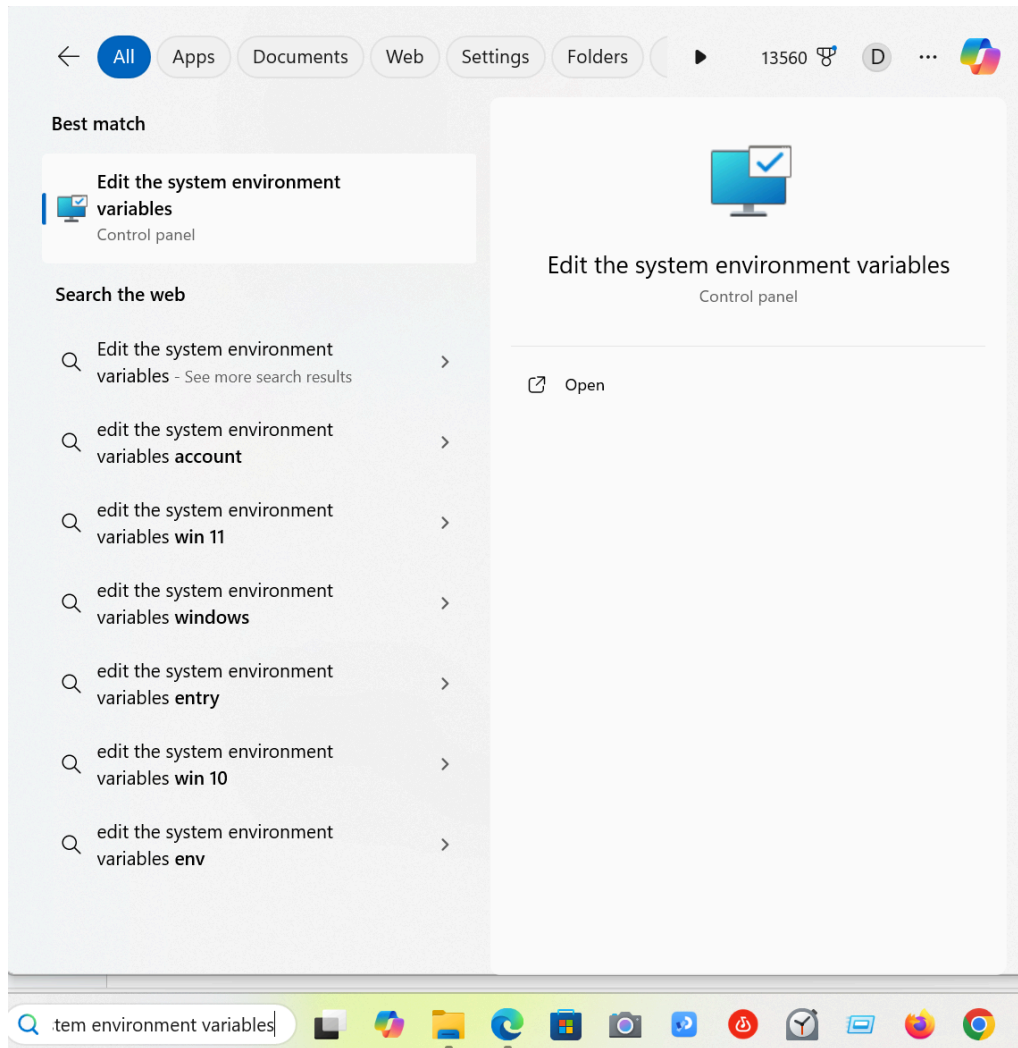 All Apps Documents Web Settings Folders 13560 D ...
Best match
Edit the system environment
variables
Control panel
Search the web
Edit the system environment
variables - See more search results
edit the system environment
variables account
edit the system environment
variables win 11
edit the system environment
variables windows
edit the system environment
variables entry
edit the system environment
variables win 10
edit the system environment
variables env
Edit the system environment variables
Control panel
Open
tem environment variables